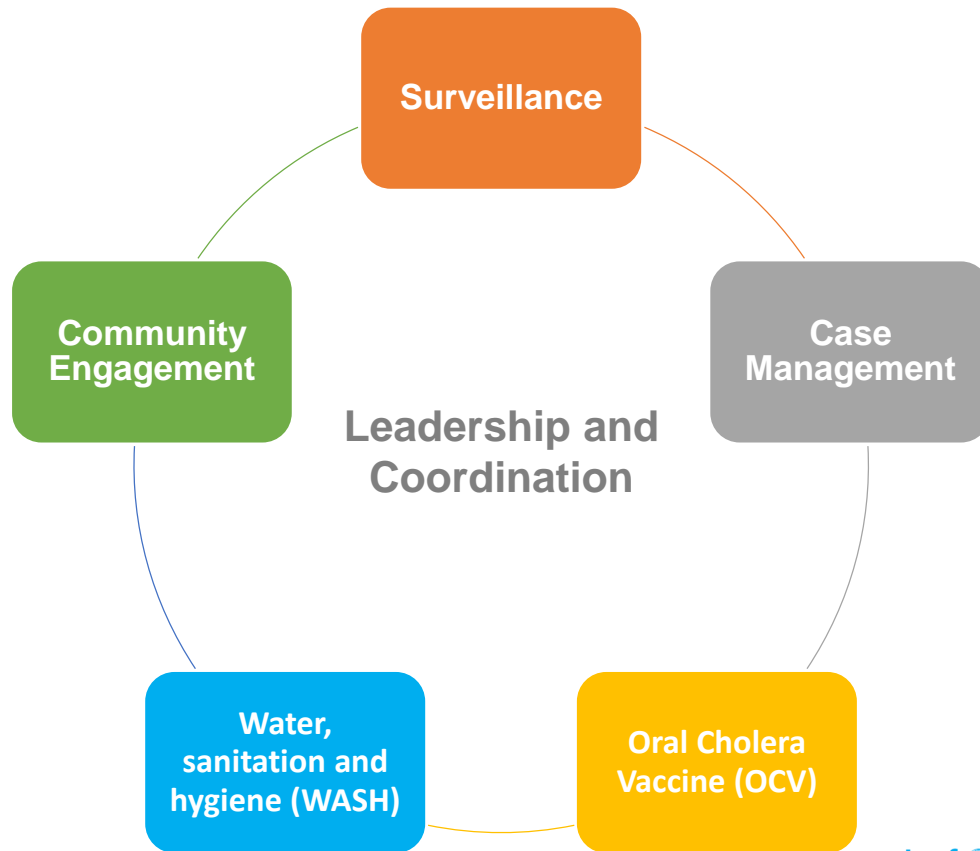 Surveillance
Community
Engagement
Case
Management
Leadership and
Coordination
Water,
sanitation and
hygiene (WASH)
Oral Cholera
Vaccine (OCV)